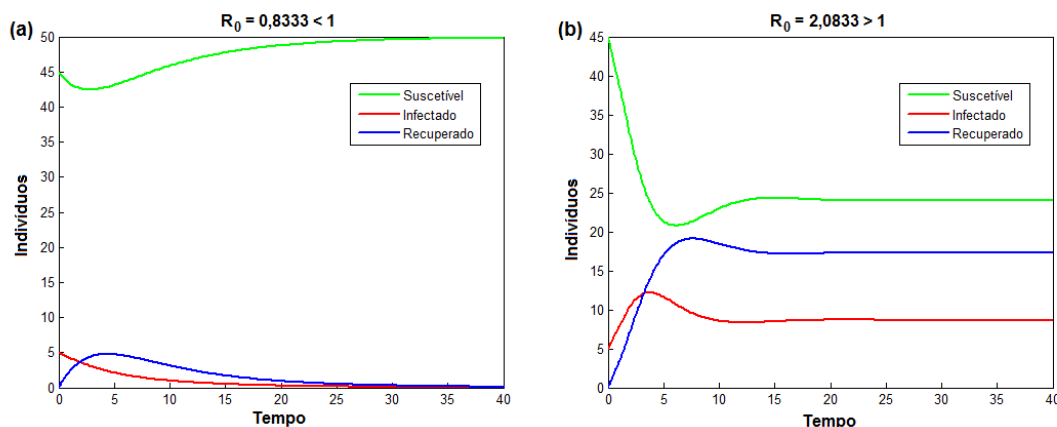 (a)
R0 = 0,8333 < 1
Indivíduos
50
45
40
35
30
25
20
15
10
5
0
Suscetível
Infectado
Recuperado
0 5 10 15 20 25 30 35 40
Tempo
(b)
R0 = 2,0833 > 1
Indivíduos
45
40
35
30
25
20
15
10
5
0
Suscetível
Infectado
Recuperado
0 5 10 15 20 25 30 35 40
Tempo